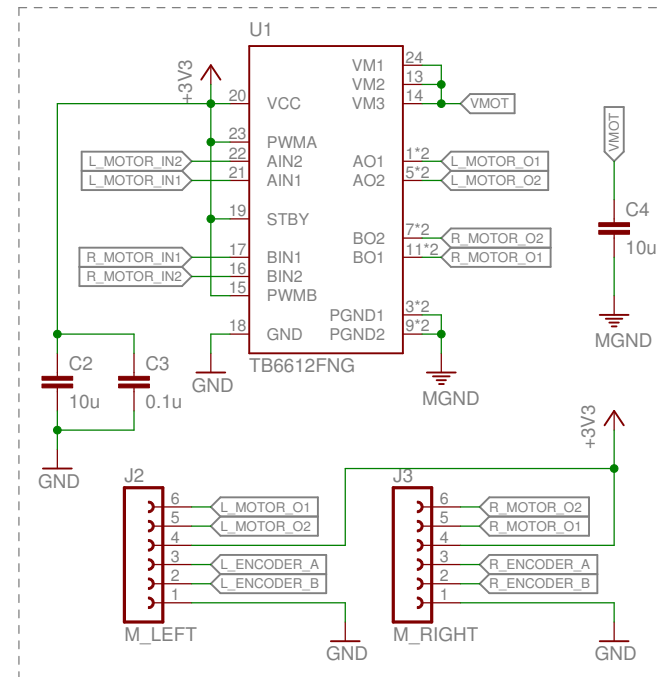 U1
+3V3
20 VCC
23 PWMA
L_MOTOR_IN2 22 AIN2
L_MOTOR_IN1 21 AIN1
19 STBY
R_MOTOR_IN1 17 BIN1
R_MOTOR_IN2 16 BIN2
15 PWMB
18 GND
GND
VM1 24
VM2 13
VM3 14 VMOT
AO1 1*2 L_MOTOR_O1
AO2 5*2 L_MOTOR_O2
BO2 7*2 R_MOTOR_O2
BO1 11*2 R_MOTOR_O1
PGND1 3*2
PGND2 9*2
MGND
TB6612FNG
VMOT
C4
10u
MGND
C2
10u
C3
0.1u
GND
+3V3
J2
6 L_MOTOR_O1
5 L_MOTOR_O2
4
3 L_ENCODER_A
2 L_ENCODER_B
1
M_LEFT
GND
J3
6 R_MOTOR_O2
5 R_MOTOR_O1
4
3 R_ENCODER_A
2 R_ENCODER_B
1
M_RIGHT
GND